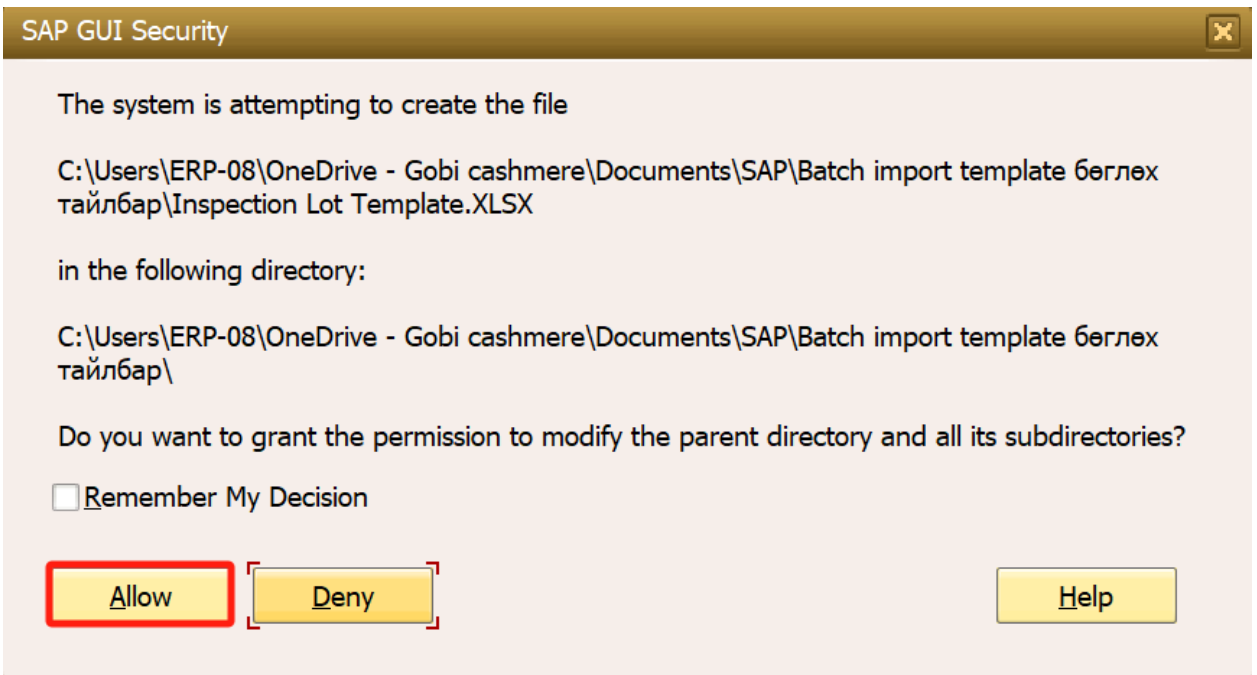 SAP GUI Security
The system is attempting to create the file
C:\Users\ERP-08\OneDrive - Gobi cashmere\Documents\SAP\Batch import template бөглөх
тайлбар\Inspection Lot Template.XLSX
in the following directory:
C:\Users\ERP-08\OneDrive - Gobi cashmere\Documents\SAP\Batch import template бөглөх
тайлбар\
Do you want to grant the permission to modify the parent directory and all its subdirectories?
Remember My Decision
Allow Deny Help